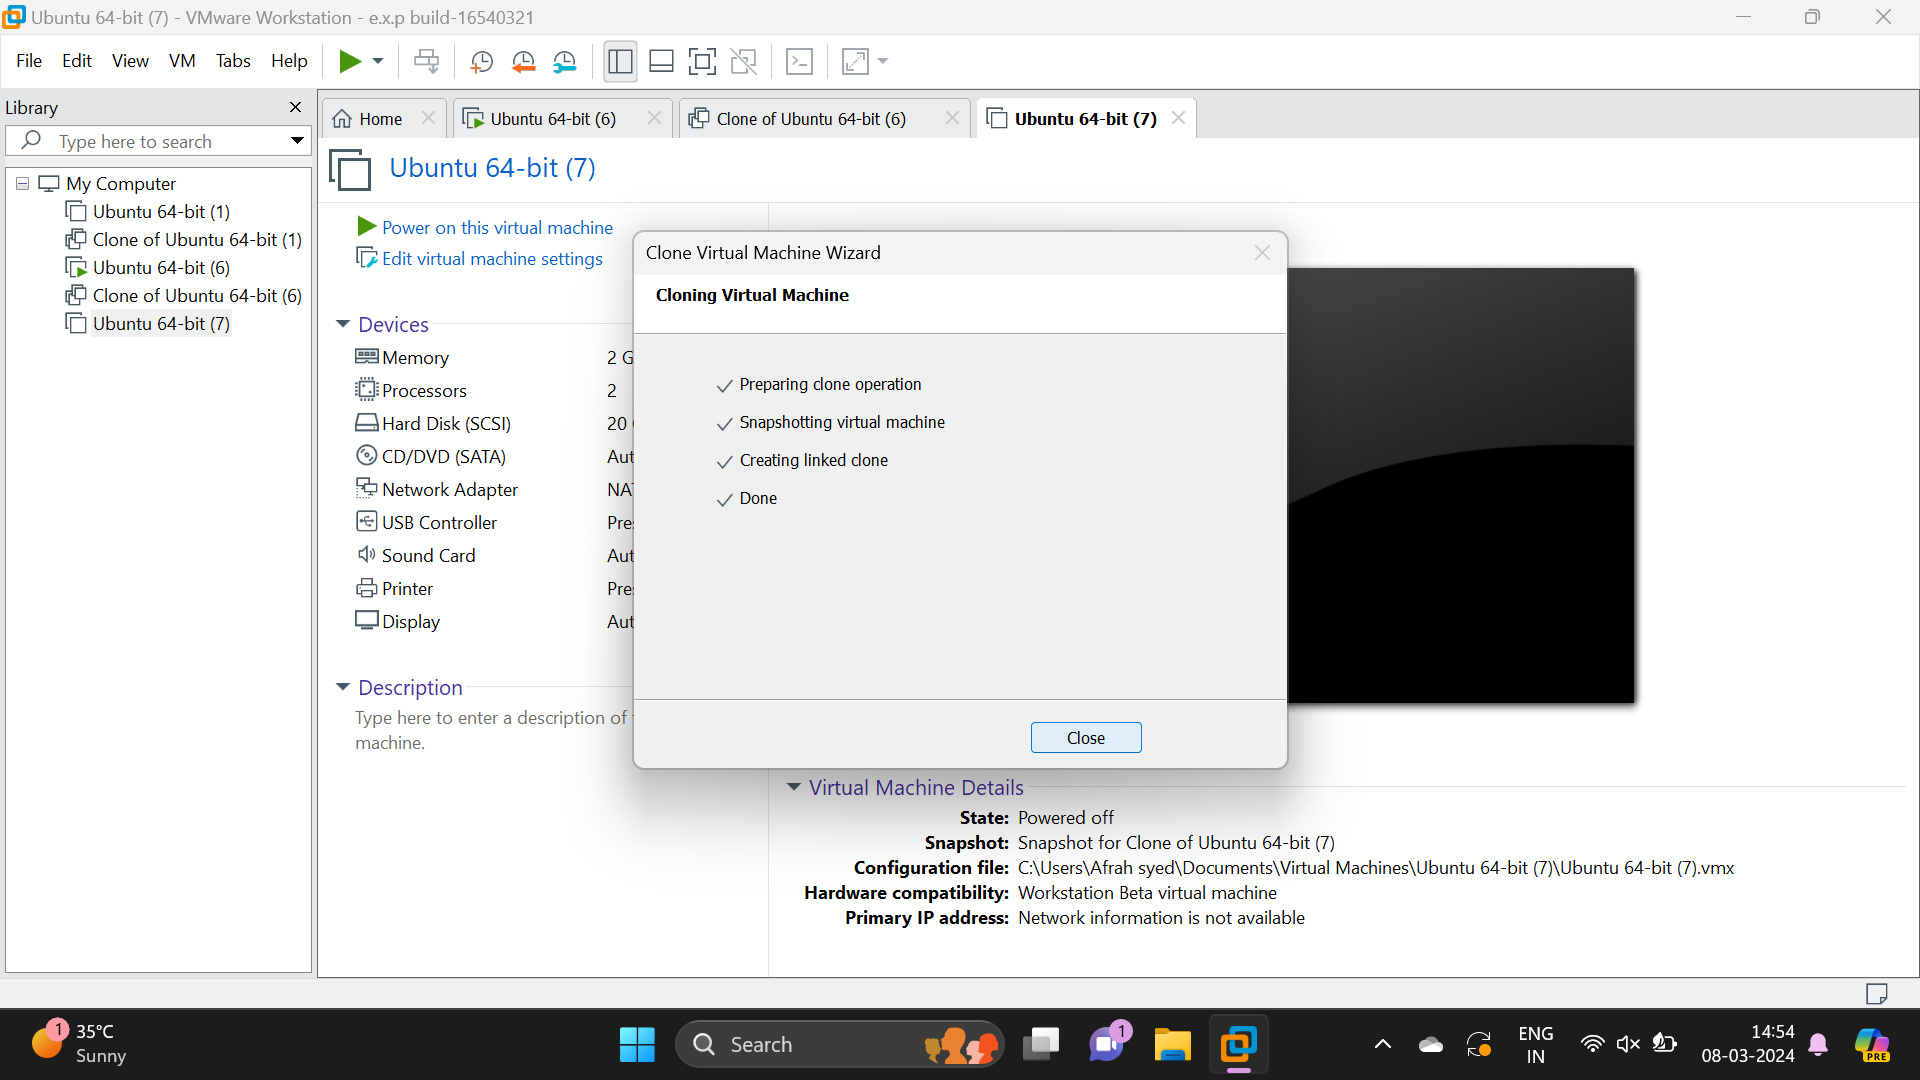 Ubuntu 64-bit (7) - VMware Workstation - e.x.p build-16540321
File Edit View VM Tabs Help
Library
Type here to search
My Computer
Ubuntu 64-bit (1)
Clone of Ubuntu 64-bit (1)
Ubuntu 64-bit (6)
Clone of Ubuntu 64-bit (6)
Ubuntu 64-bit (7)
Home
Ubuntu 64-bit (6)
Clone of Ubuntu 64-bit (6)
Ubuntu 64-bit (7)
Ubuntu 64-bit (7)
Power on this virtual machine
Edit virtual machine settings
Devices
Memory 2 G
Processors 2
Hard Disk (SCSI) 20
CD/DVD (SATA) Aut
Network Adapter NA
USB Controller Pre
Sound Card Aut
Printer Pre
Display Aut
Description
Type here to enter a description of
machine.
Clone Virtual Machine Wizard
Cloning Virtual Machine
Preparing clone operation
Snapshotting virtual machine
Creating linked clone
Done
Close
Virtual Machine Details
State: Powered off
Snapshot: Snapshot for Clone of Ubuntu 64-bit (7)
Configuration file: C:\Users\Afrah syed\Documents\Virtual Machines\Ubuntu 64-bit (7)\Ubuntu 64-bit (7).vmx
Hardware compatibility: Workstation Beta virtual machine
Primary IP address: Network information is not available
1
35°C
Sunny
Search
1
ENG
IN
14:54
08-03-2024
PRE